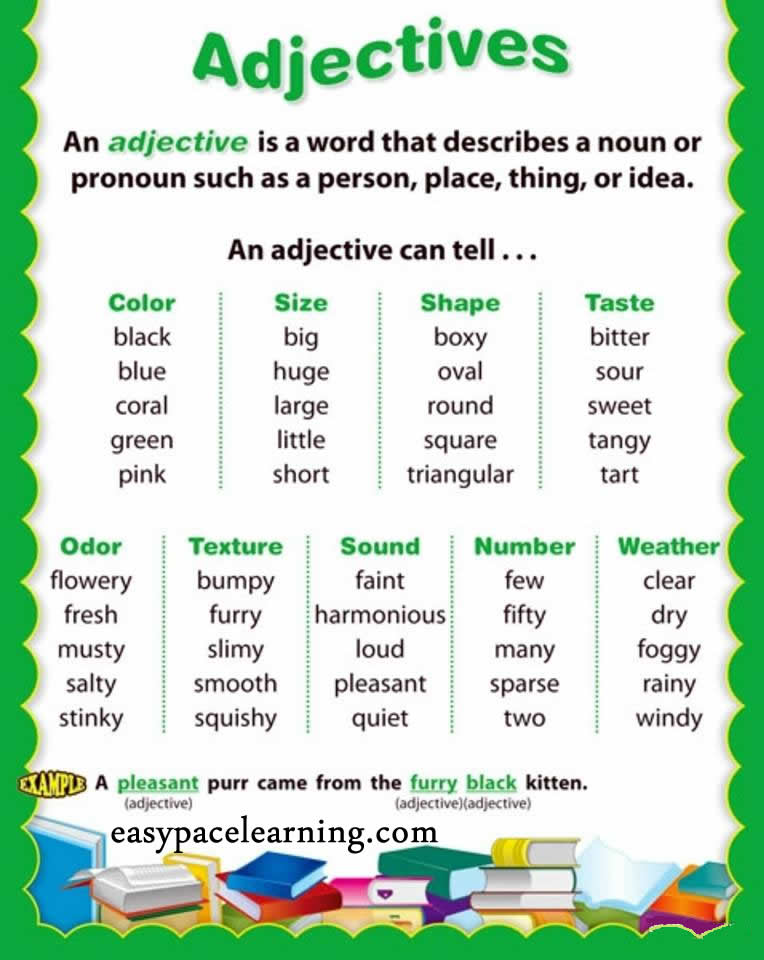 Adjectives
An adjective is a word that describes a noun or
pronoun such as a person, place, thing, or idea.
An adjective can tell . . .
Color Size Shape Taste
black big boxy bitter
blue huge oval sour
coral large round sweet
green little square tangy
pink short triangular tart
Odor Texture Sound Number Weather
flowery bumpy faint few clear
fresh furry harmonious fifty dry
musty slimy loud many foggy
salty smooth pleasant sparse rainy
stinky squishy quiet two windy
EXAMPLE A pleasant purr came from the furry black kitten.
(adjective) (adjective)(adjective)
easypacelearning.com